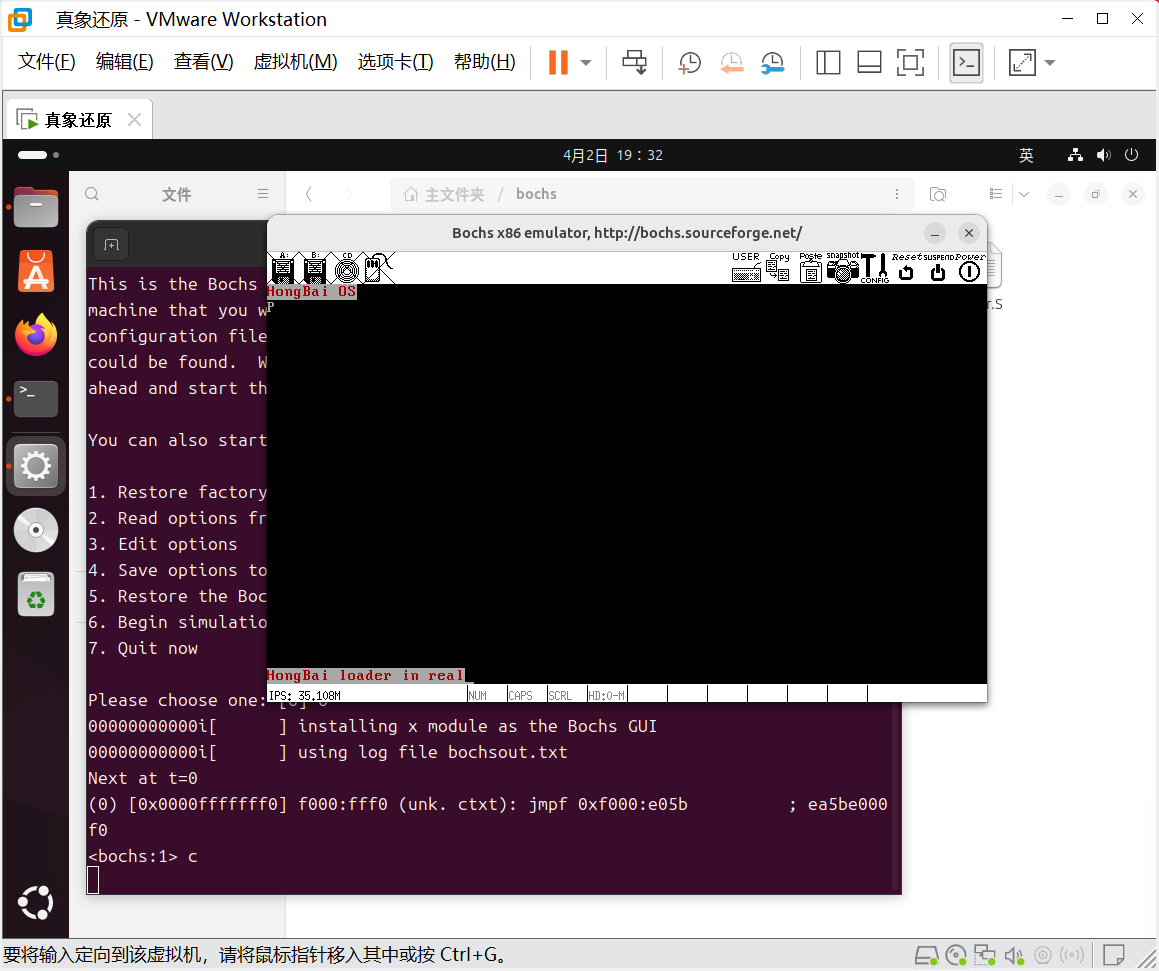 真象还原 - VMware Workstation
文件(F) 编辑(E) 查看(V) 虚拟机(M) 选项卡(T) 帮助(H)
真象还原
4月2日 19：32
英
文件
主文件夹 / bochs
Bochs x86 emulator, http://bochs.sourceforge.net/
A: B: CD USER Copy Paste snapshot CONFIG Reset SUSPEND Power
HongBai OS
P
r.S
This is the Bochs
machine that you w
configuration file
could be found. W
ahead and start th
You can also start
1. Restore factory
2. Read options fr
3. Edit options
4. Save options to
5. Restore the Boc
6. Begin simulatio
7. Quit now
HongBai loader in real
IPS: 35.108M NUM CAPS SCRL HD:0-M
Please choose one:
00000000000i[      ] installing x module as the Bochs GUI
00000000000i[      ] using log file bochsout.txt
Next at t=0
(0) [0x0000fffffff0] f000:fff0 (unk. ctxt): jmpf 0xf000:e05b          ; ea5be000
f0
<bochs:1> c
要将输入定向到该虚拟机，请将鼠标指针移入其中或按 Ctrl+G。